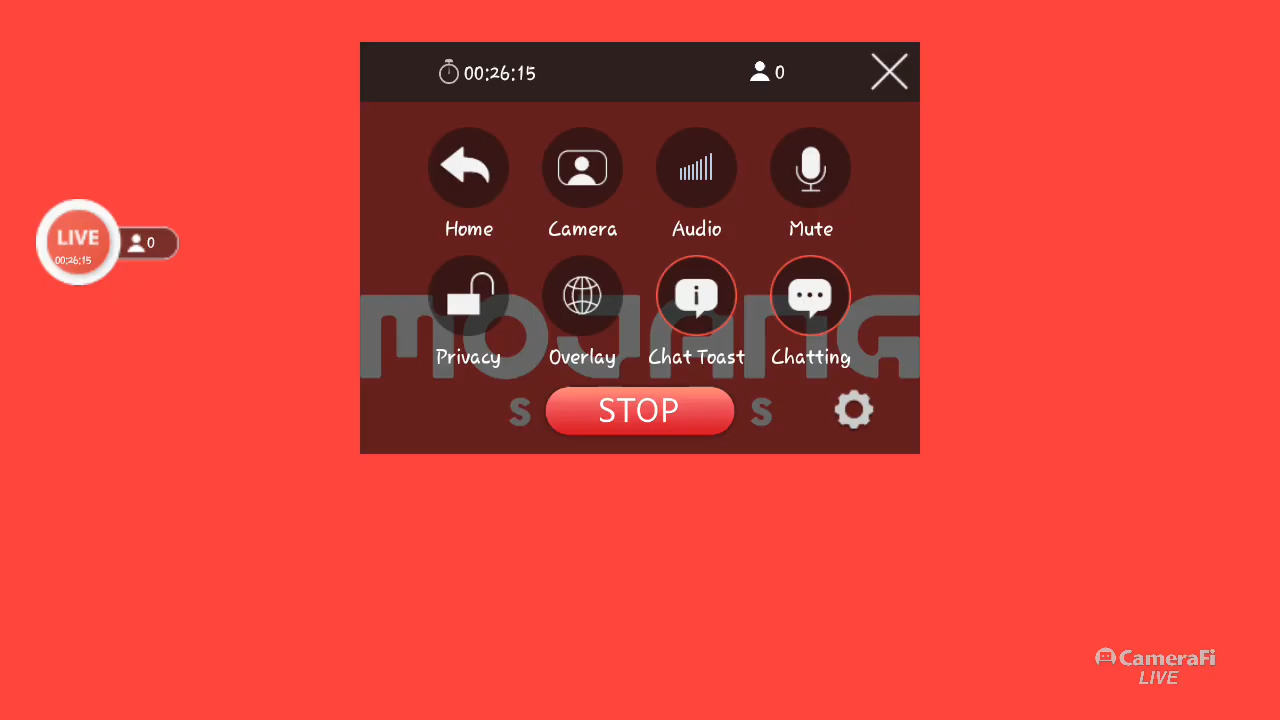 00:26:15 0
Home Camera Audio Mute
LIVE 0
00:26:15
MOJANG
Privacy Overlay Chat Toast Chatting
S STOP S
CameraFi
LIVE